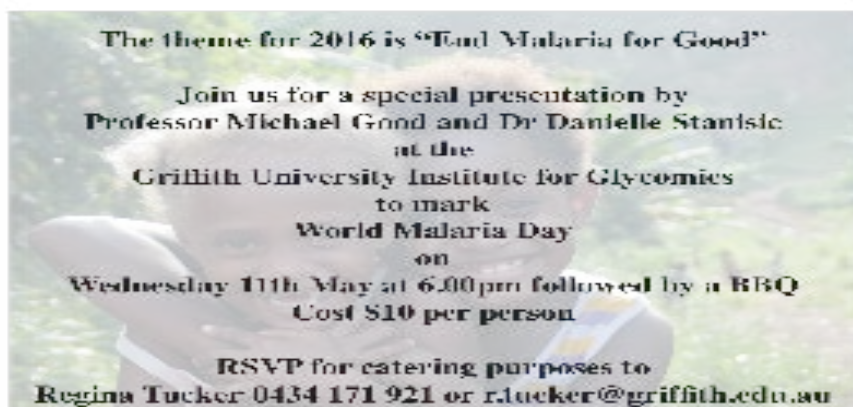 The theme for 2016 is “End Malaria for Good”
Join us for a special presentation by
Professor Michael Good and Dr Danielle Stanisic
at the
Griffith University Institute for Glycomics
to mark
World Malaria Day
on
Wednesday 11th May at 6.00pm followed by a BBQ
Cost $10 per person
RSVP for catering purposes to
Regina Tucker 0434 171 921 or r.tucker@griffith.edu.au